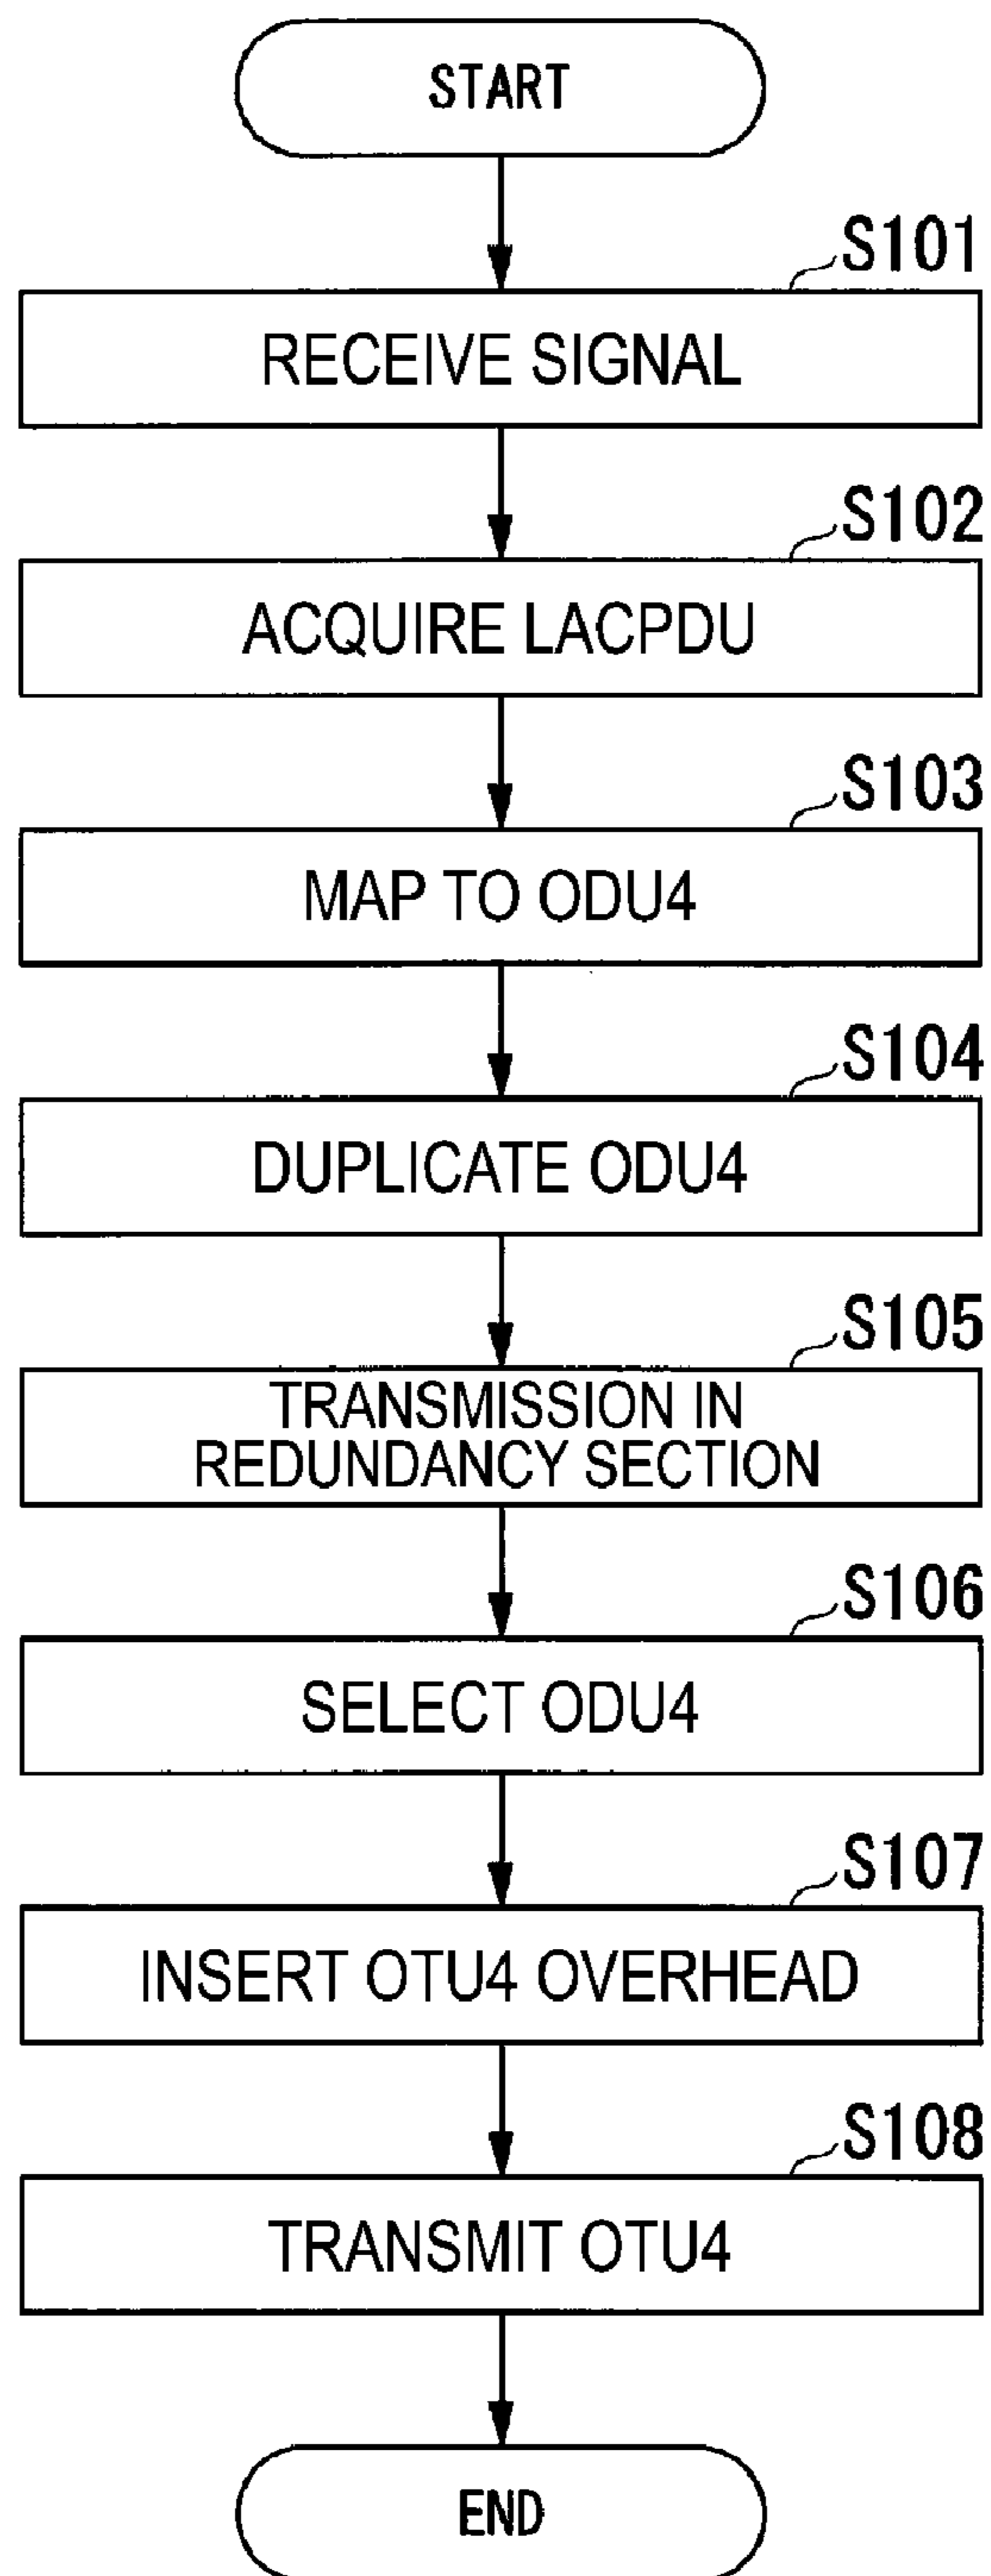 START
S101
RECEIVE SIGNAL
S102
ACQUIRE LACPDU
S103
MAP TO ODU4
S104
DUPLICATE ODU4
S105
TRANSMISSION IN
REDUNDANCY SECTION
S106
SELECT ODU4
S107
INSERT OTU4 OVERHEAD
S108
TRANSMIT OTU4
END